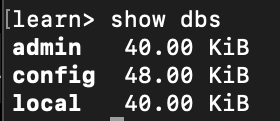 [learn> show dbs
admin   40.00 KiB
config  48.00 KiB
local   40.00 KiB